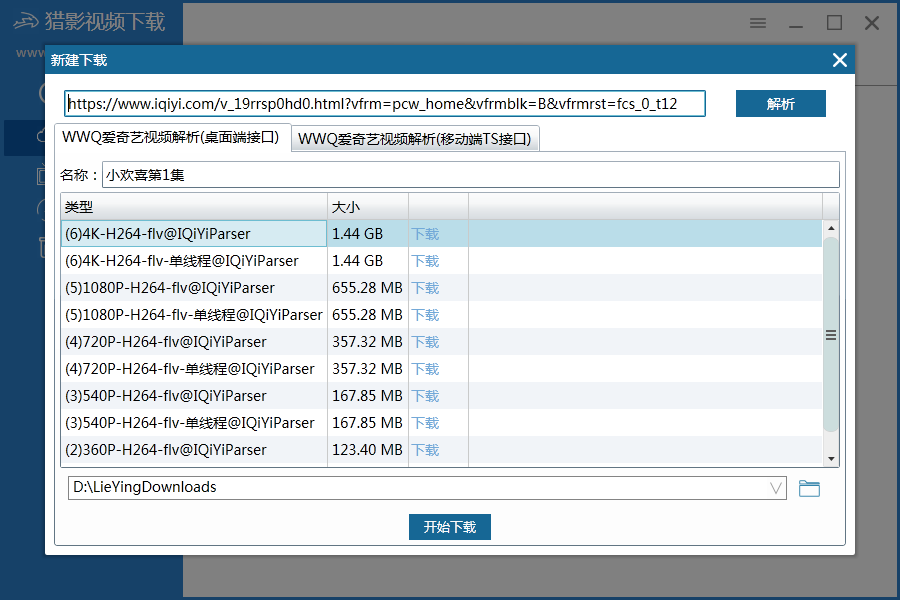 猎影视频下载
www
新建下载
https://www.iqiyi.com/v_19rrsp0hd0.html?vfrm=pcw_home&vfrmblk=B&vfrmrst=fcs_0_t12
解析
WWQ爱奇艺视频解析(桌面端接口)
WWQ爱奇艺视频解析(移动端TS接口)
名称：
小欢喜第1集
类型 大小
(6)4K-H264-flv@IQiYiParser 1.44 GB 下载
(6)4K-H264-flv-单线程@IQiYiParser 1.44 GB 下载
(5)1080P-H264-flv@IQiYiParser 655.28 MB 下载
(5)1080P-H264-flv-单线程@IQiYiParser 655.28 MB 下载
(4)720P-H264-flv@IQiYiParser 357.32 MB 下载
(4)720P-H264-flv-单线程@IQiYiParser 357.32 MB 下载
(3)540P-H264-flv@IQiYiParser 167.85 MB 下载
(3)540P-H264-flv-单线程@IQiYiParser 167.85 MB 下载
(2)360P-H264-flv@IQiYiParser 123.40 MB 下载
D:\LieYingDownloads
开始下载